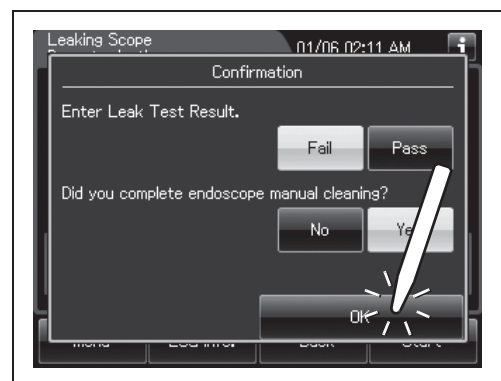 Leaking Scope
01/06 02:11 AM
Confirmation
Enter Leak Test Result.
Fail Pass
Did you complete endoscope manual cleaning?
No
OK